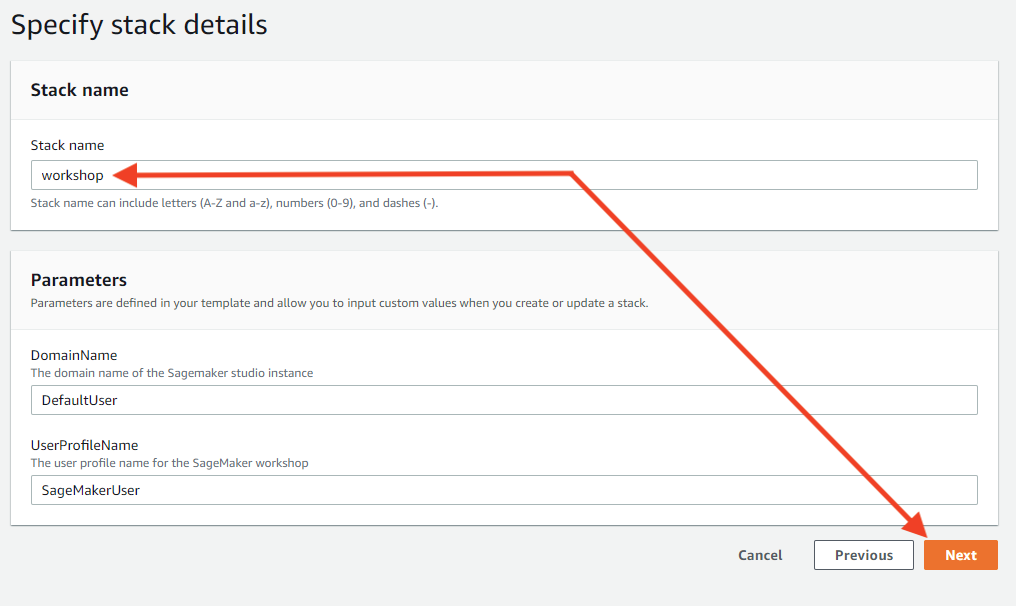 Specify stack details
Stack name
Stack name
workshop
Stack name can include letters (A-Z and a-z), numbers (0-9), and dashes (-).
Parameters
Parameters are defined in your template and allow you to input custom values when you create or update a stack.
DomainName
The domain name of the Sagemaker studio instance
DefaultUser
UserProfileName
The user profile name for the SageMaker workshop
SageMakerUser
Cancel Previous Next